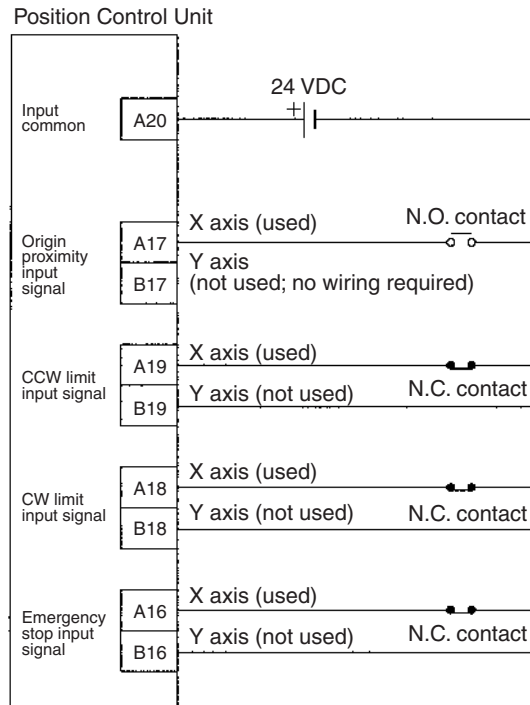 Position Control Unit
24 VDC
+
Input
common
A20
X axis (used)
N.O. contact
Origin
proximity
input
signal
A17
Y axis
(not used; no wiring required)
B17
X axis (used)
CCW limit
input signal
A19
N.C. contact
Y axis (not used)
B19
X axis (used)
CW limit
input signal
A18
N.C. contact
Y axis (not used)
B18
X axis (used)
Emergency
stop input
signal
A16
N.C. contact
Y axis (not used)
B16